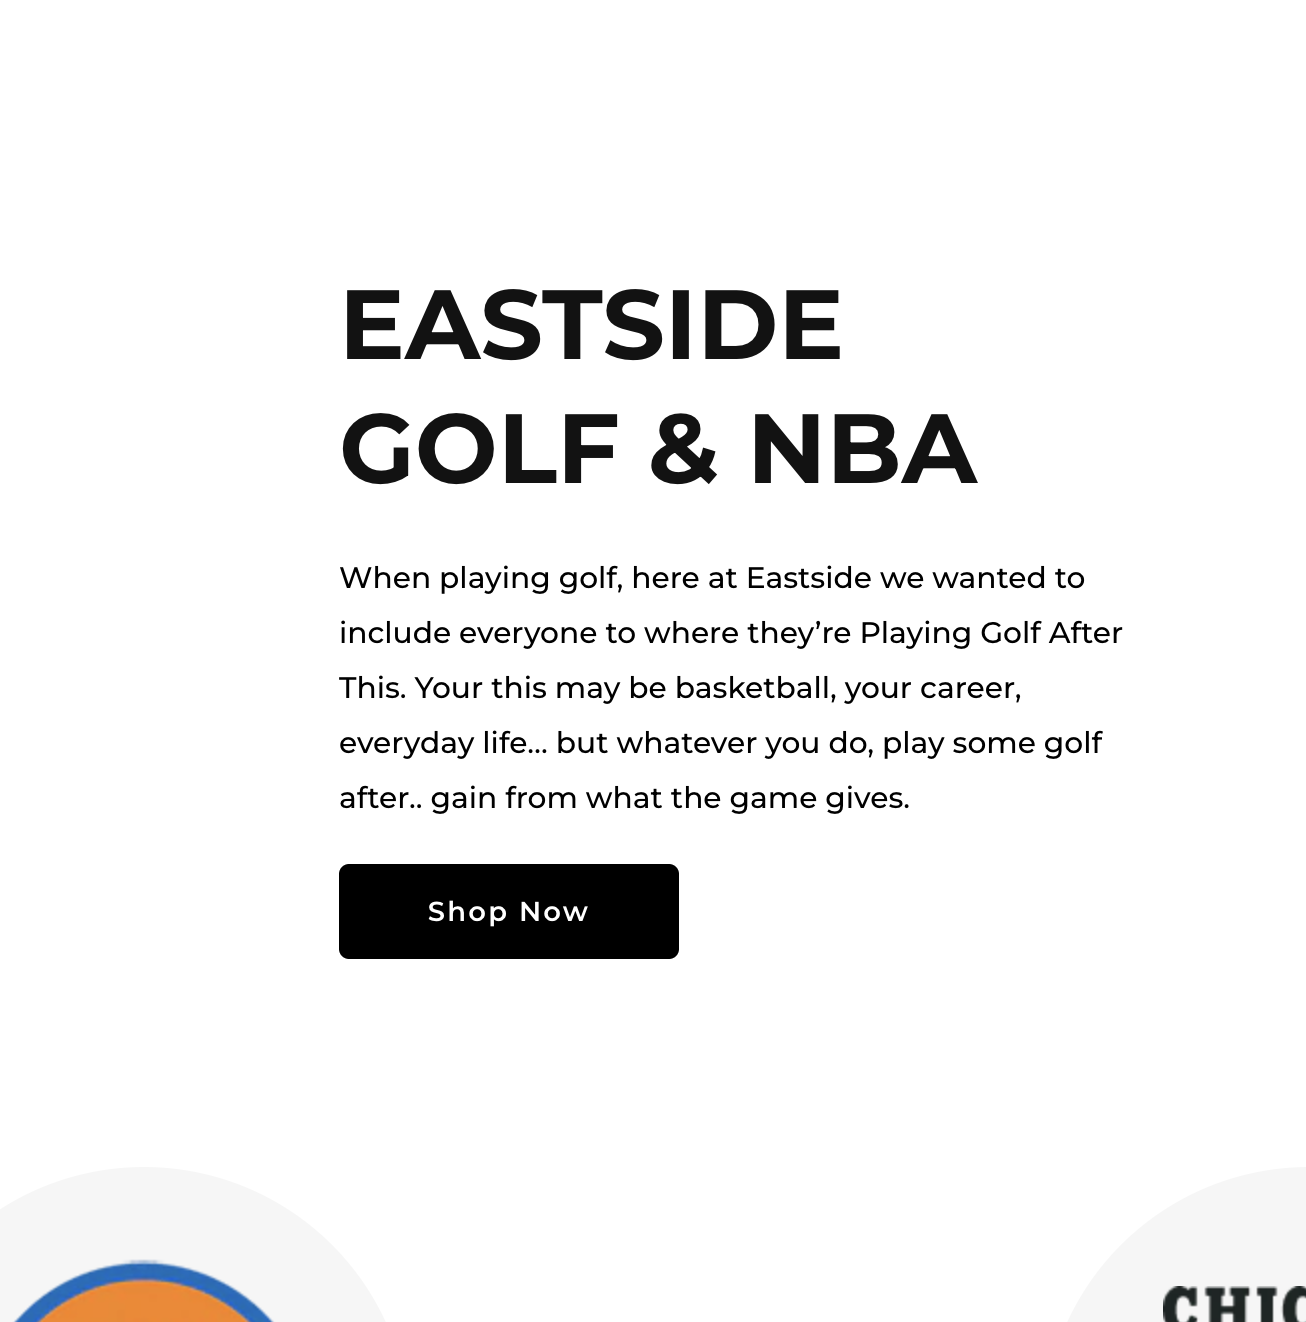 EASTSIDE
GOLF & NBA
When playing golf, here at Eastside we wanted to
include everyone to where they’re Playing Golf After
This. Your this may be basketball, your career,
everyday life... but whatever you do, play some golf
after.. gain from what the game gives.
Shop Now